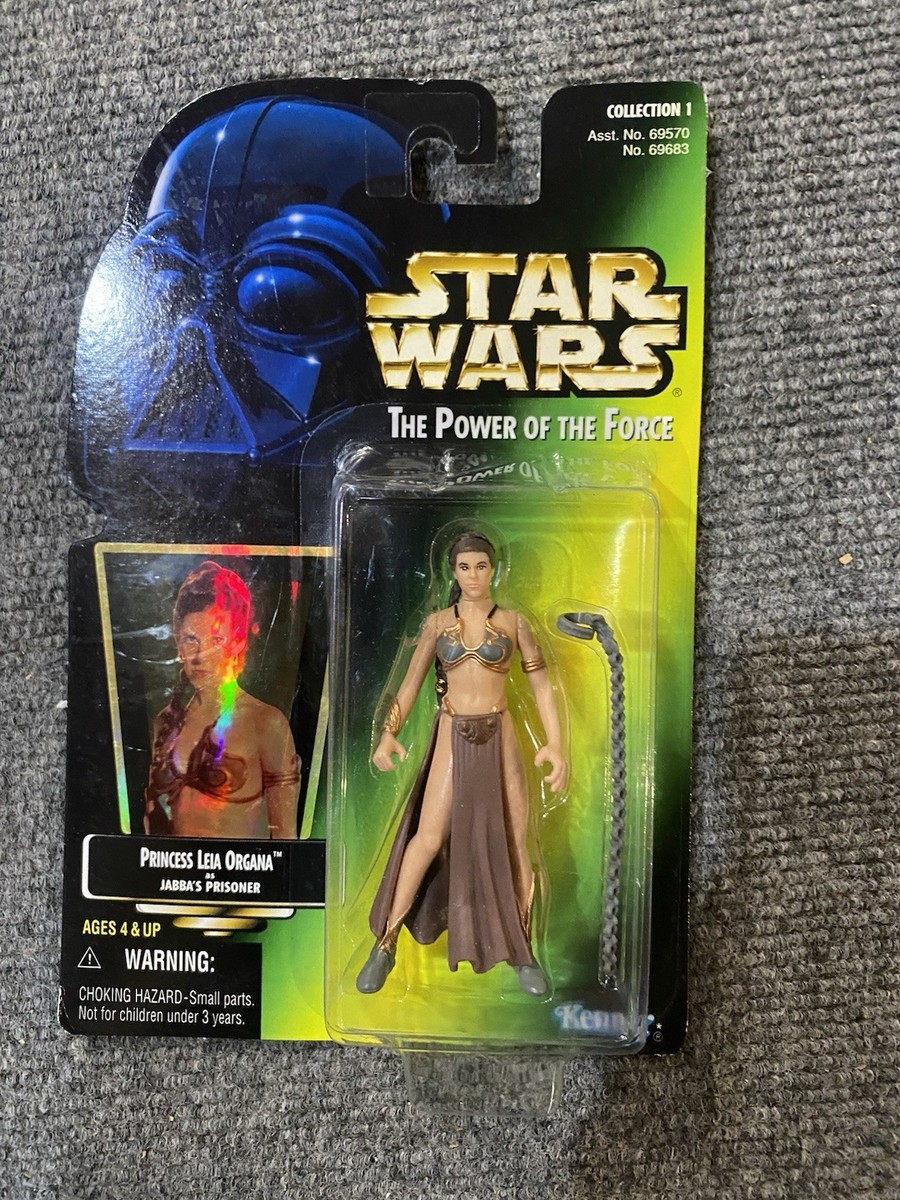 COLLECTION 1
Asst. No. 69570
No. 69683
STAR
WARS®
THE POWER OF THE FORCE
PRINCESS LEIA ORGANA™
as
JABBA'S PRISONER
AGES 4 & UP
WARNING:
CHOKING HAZARD-Small parts.
Not for children under 3 years.
Kenner®